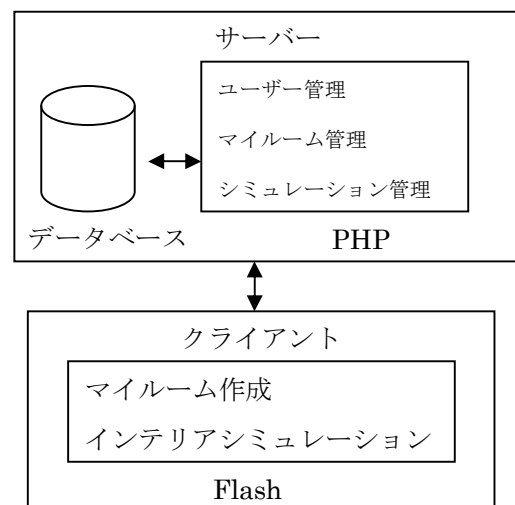 サーバー
ユーザー管理
マイルーム管理
シミュレーション管理
データベース
PHP
クライアント
マイルーム作成
インテリアシミュレーション
Flash